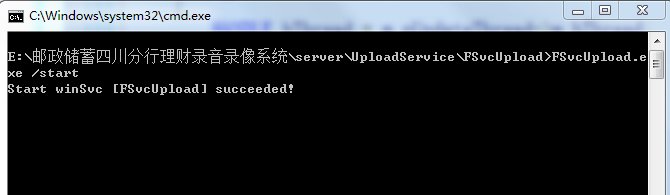 C:\Windows\system32\cmd.exe
E:\邮政储蓄四川分行理财录音录像系统\server\UploadService\FSvcUpload>FSvcUpload.e
xe /start
Start winSvc [FSvcUpload] succeeded!